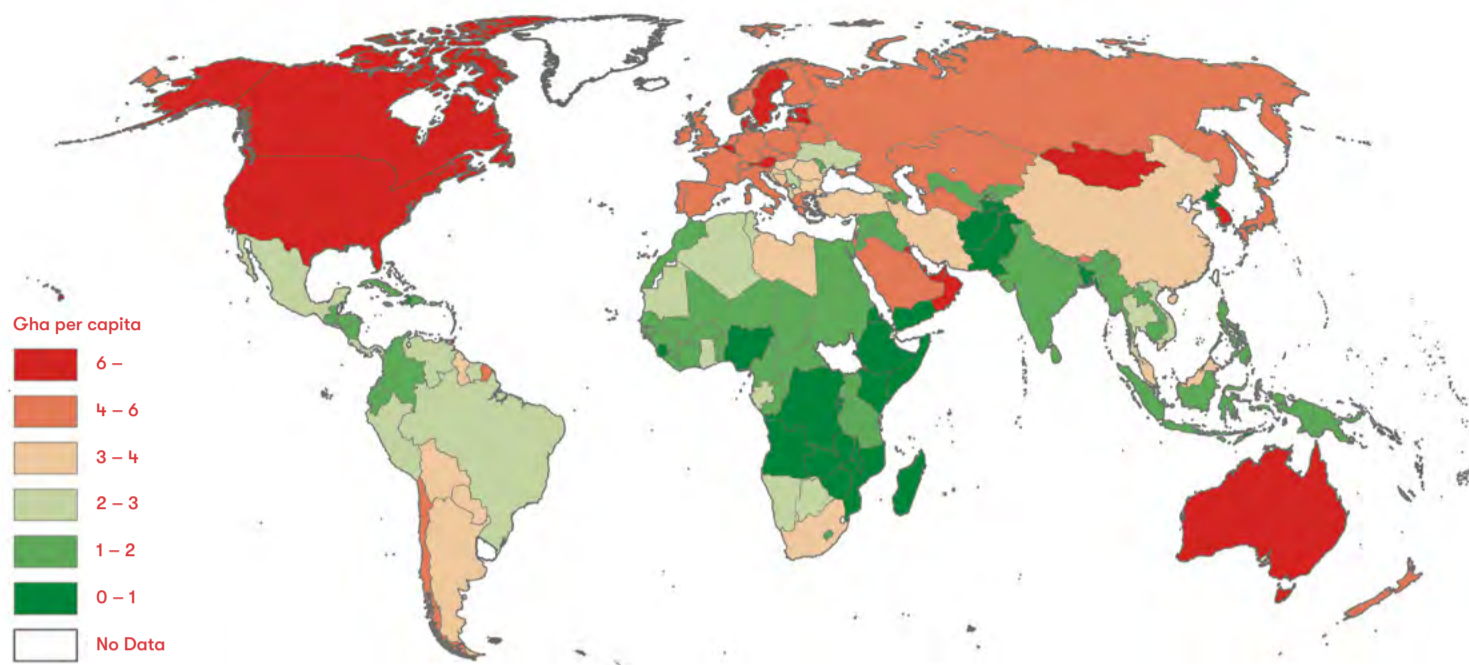 Gha per capita
6 –
4 – 6
3 – 4
2 – 3
1 – 2
0 – 1
No Data